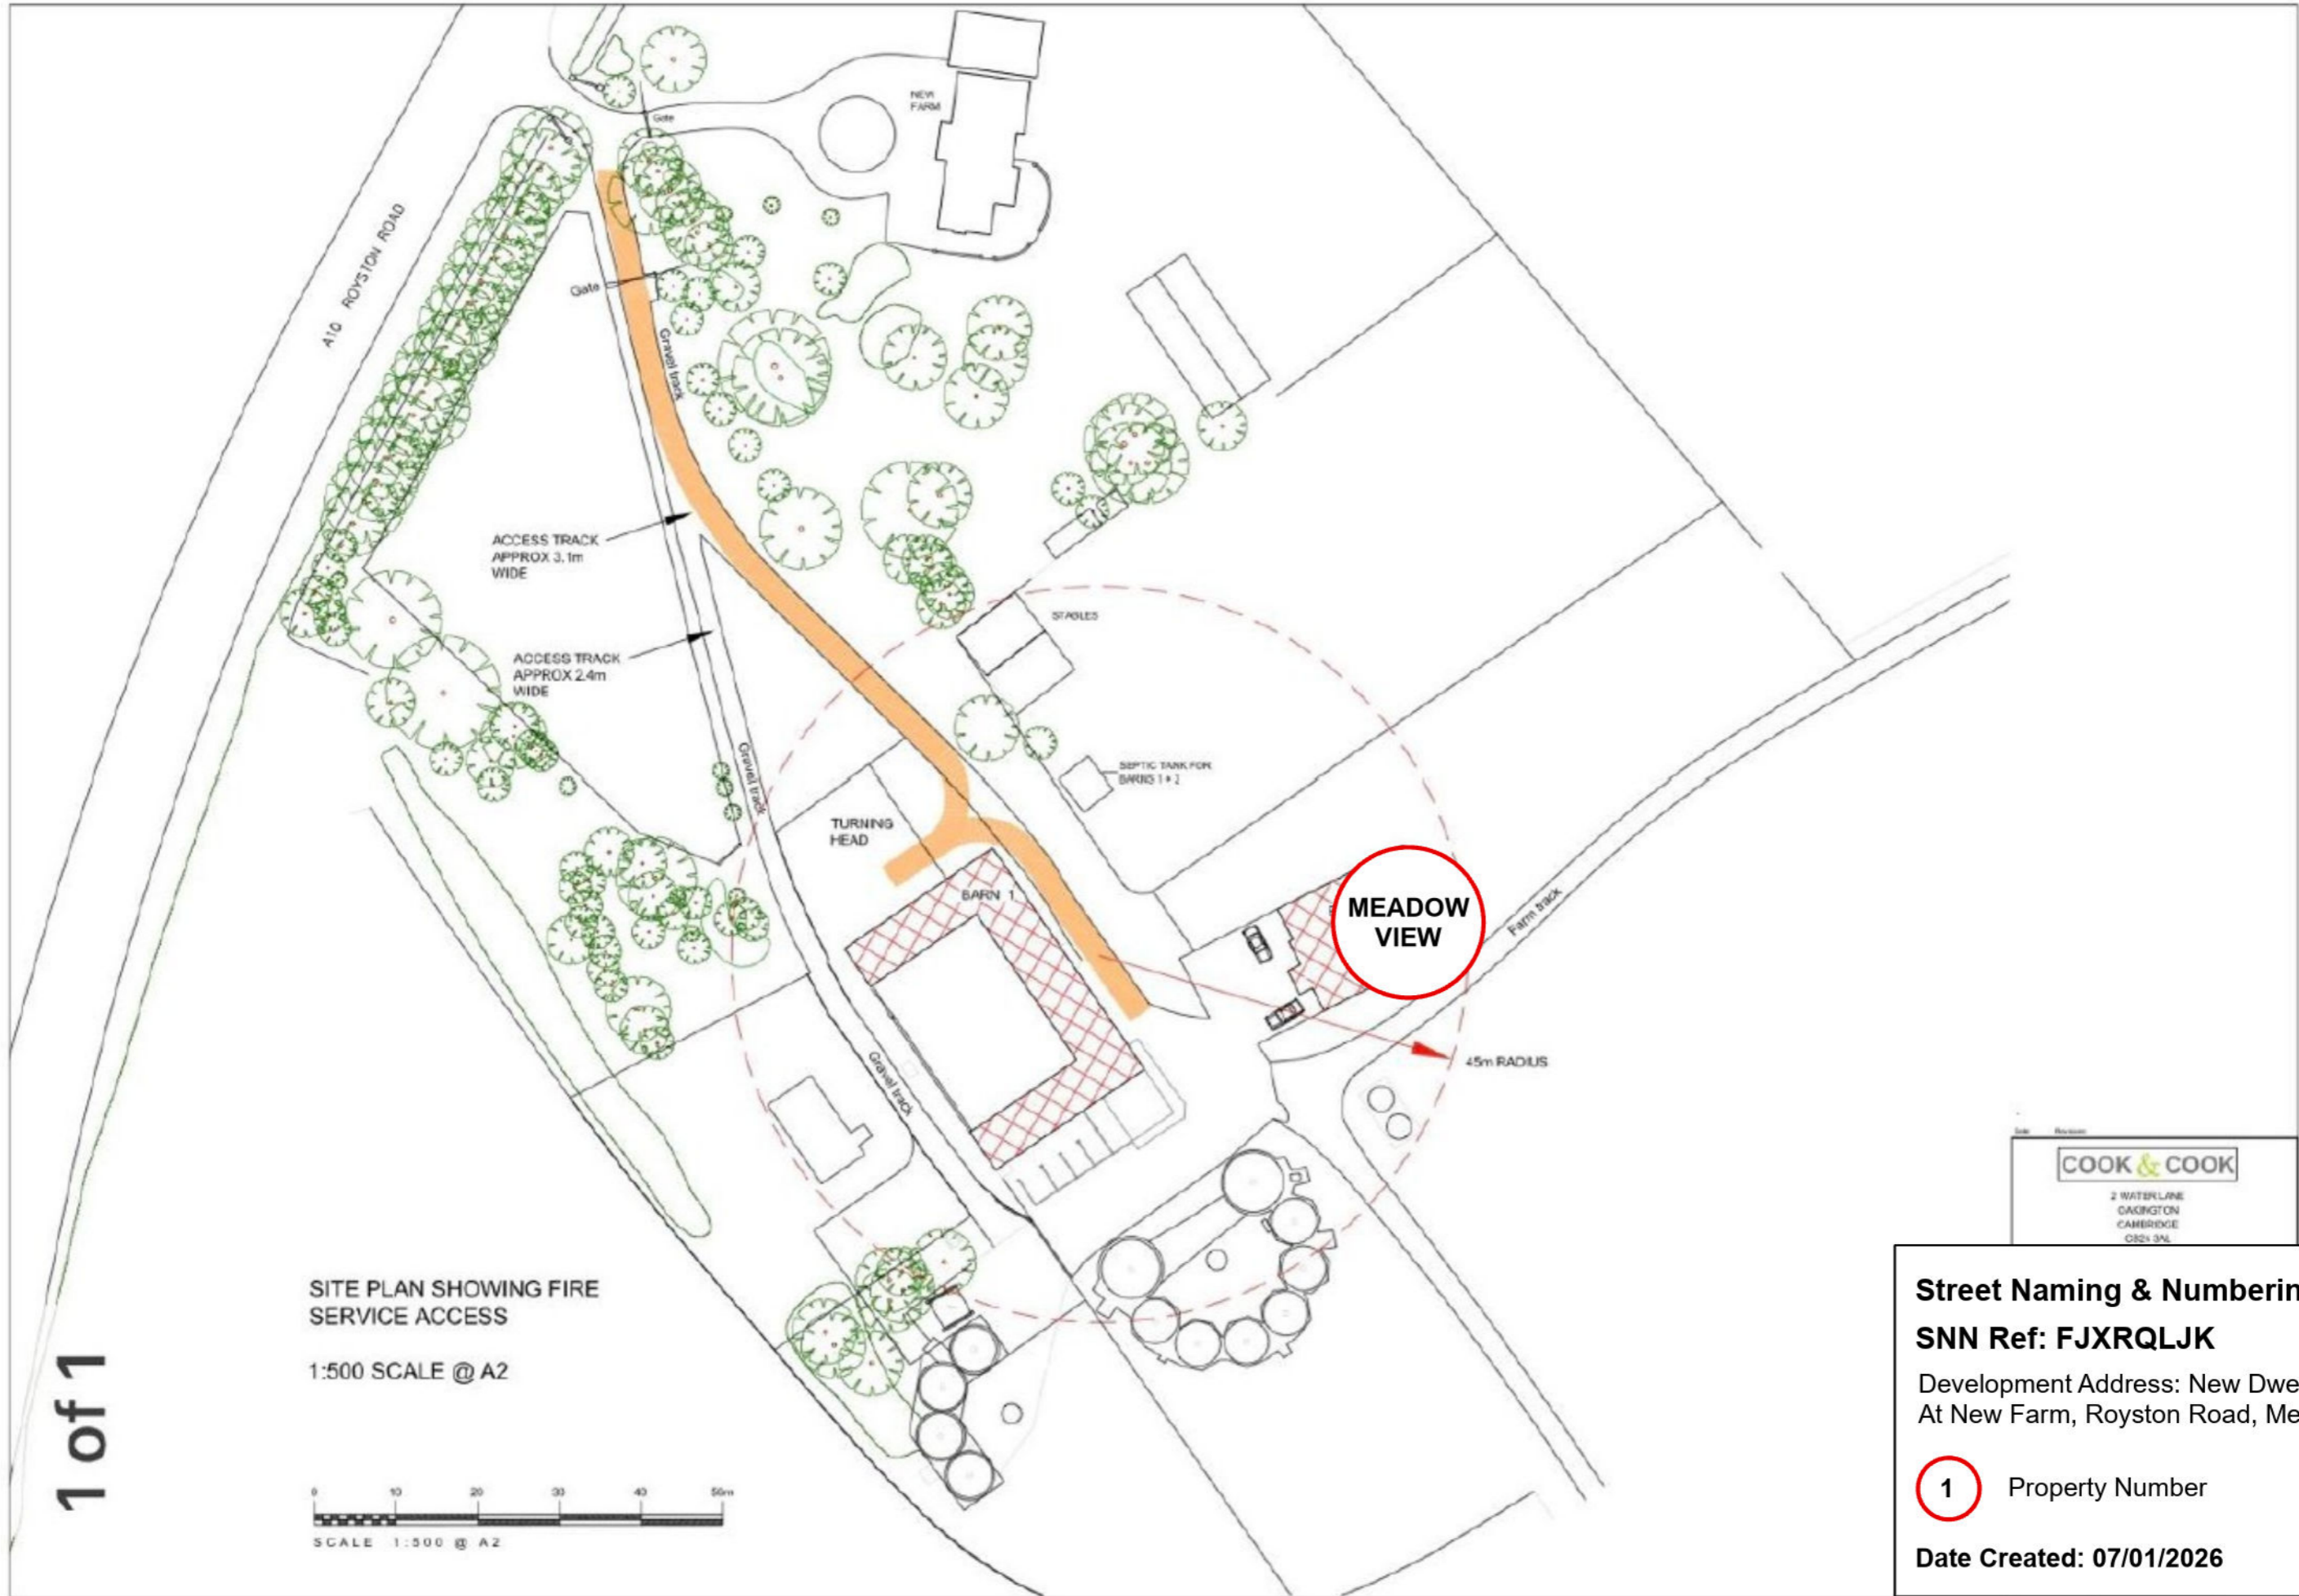 NEW
FARM
Gate
A10 ROYSTON ROAD
Gate
Gravel track
ACCESS TRACK
APPROX 3.1m
WIDE
STABLES
ACCESS TRACK
APPROX 2.4m
WIDE
Gravel track
SEPTIC TANK FOR
BARNS 1 + 2
TURNING
HEAD
BARN 1
MEADOW
VIEW
Farm track
45m RADIUS
Gravel track
Date Revision
COOK & COOK
2 WATER LANE
OAKINGTON
CAMBRIDGE
SITE PLAN SHOWING FIRE
SERVICE ACCESS
1:500 SCALE @ A2
1 of 1
0 10 20 30 40 50m
SCALE 1:500 @ A2
Street Naming & Numberin
SNN Ref: FJXRQLJK
Development Address: New Dwe
At New Farm, Royston Road, Me
1 Property Number
Date Created: 07/01/2026